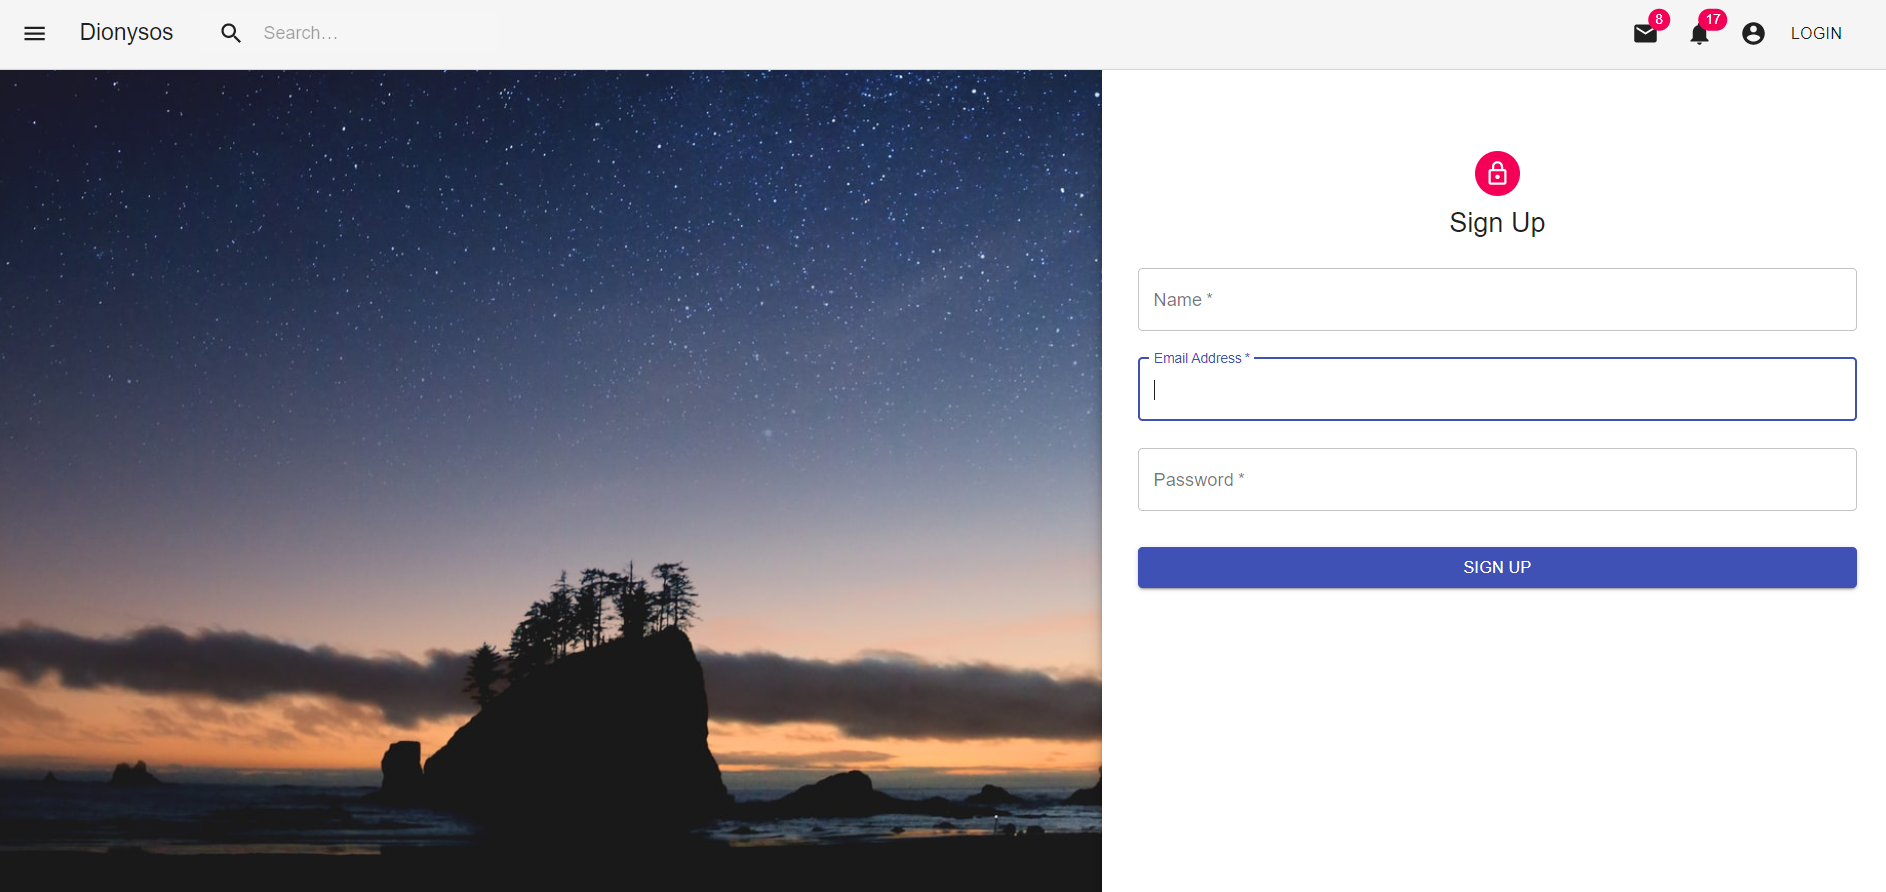 Dionysos
Search...
8
17
LOGIN
Sign Up
Name *
Email Address *
Password *
SIGN UP